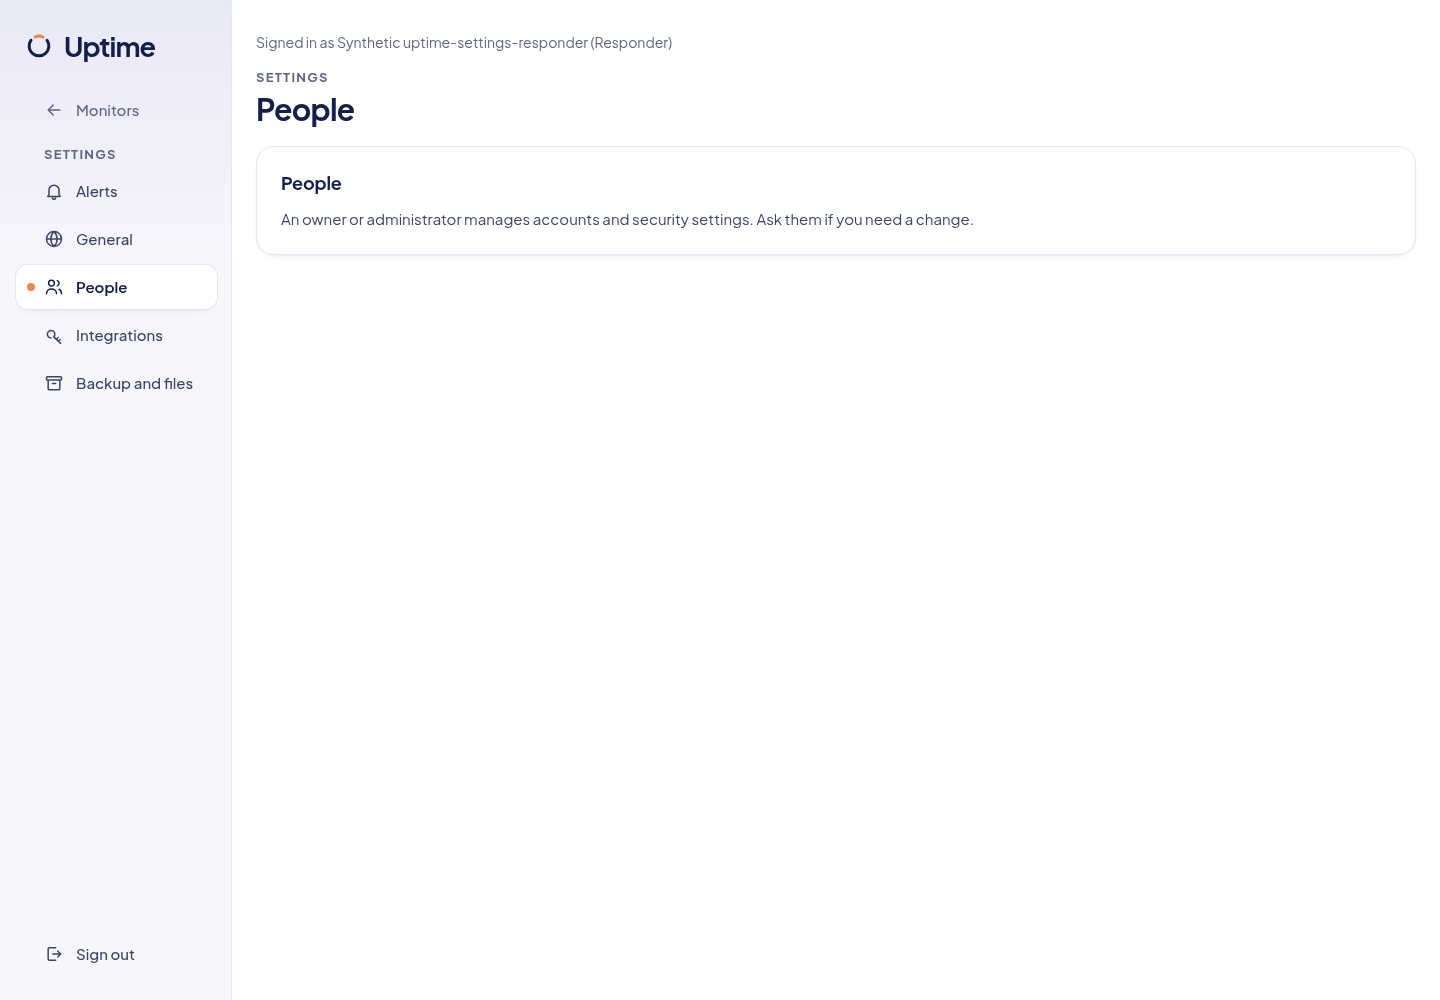 Uptime
Monitors
SETTINGS
Alerts
General
People
Integrations
Backup and files
Sign out
Signed in as Synthetic uptime-settings-responder (Responder)
SETTINGS
People
People
An owner or administrator manages accounts and security settings. Ask them if you need a change.